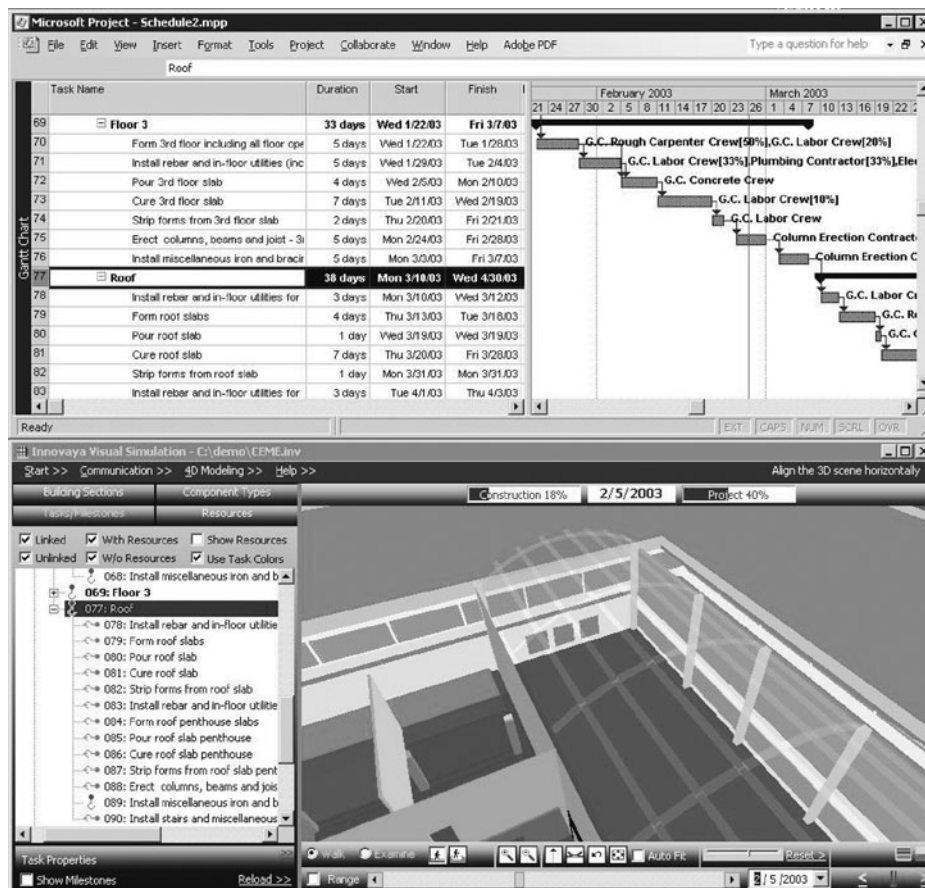 Microsoft Project - Schedule2.mpp
File Edit View Insert Format Tools Project Collaborate Window Help Adobe PDF Type a question for help
Roof
Task Name Duration Start Finish February 2003 March 2003
21 24 27 30 2 5 8 11 14 17 20 23 26 1 4 7 10 13 16 19 22
69 Floor 3 33 days Wed 1/22/03 Fri 3/7/03
70 Form 3rd floor including all floor ope 5 days Wed 1/22/03 Tue 1/28/03 G.C. Rough Carpenter Crew[50%],G.C. Labor Crew[20%]
71 Install rebar and in-floor utilities (inc 5 days Wed 1/29/03 Tue 2/4/03 G.C. Labor Crew[33%],Plumbing Contractor[33%],Elec
72 Pour 3rd floor slab 4 days Wed 2/5/03 Mon 2/10/03 G.C. Concrete Crew
73 Cure 3rd floor slab 7 days Tue 2/11/03 Wed 2/19/03 G.C. Labor Crew[10%]
74 Strip forms from 3rd floor slab 2 days Thu 2/20/03 Fri 2/21/03 G.C. Labor Crew
75 Erect columns, beams and joist - 3 5 days Mon 2/24/03 Fri 2/28/03 Column Erection Contract
76 Install miscellaneous iron and bracin 5 days Mon 3/3/03 Fri 3/7/03 Column Erection C
77 Roof 38 days Mon 3/10/03 Wed 4/30/03
78 Install rebar and in-floor utilities for 3 days Mon 3/10/03 Wed 3/12/03 G.C. Labor Cr
79 Form roof slabs 4 days Thu 3/13/03 Tue 3/18/03 G.C. R
80 Pour roof slab 1 day Wed 3/19/03 Wed 3/19/03 G.C.
81 Cure roof slab 7 days Thu 3/20/03 Fri 3/28/03
82 Strip forms from roof slab 1 day Mon 3/31/03 Mon 3/31/03
83 Install rebar and in-floor utilities for 3 days Tue 4/1/03 Thu 4/3/03
Gantt Chart
Ready EXT CAPS NUM SCRL OVR
Innovaya Visual Simulation - C:\demo\CEME.inv
Start >> Communication >> 4D Modeling >> Help >> Align the 3D scene horizontally
Building Sections Component Types Construction 18% 2/5/2003 Project 40%
Tasks/Milestones Resources
Linked With Resources Show Resources
Unlinked W/o Resources Use Task Colors
068: Install miscellaneous iron and b
069: Floor 3
077: Roof
078: Install rebar and in-floor utilitie
079: Form roof slabs
080: Pour roof slab
081: Cure roof slab
082: Strip forms from roof slab
083: Install rebar and in-floor utilitie
084: Form roof penthouse slabs
085: Pour roof slab penthouse
086: Cure roof slab penthouse
087: Strip forms from roof slab pent
088: Erect columns, beams and jois
089: Install miscellaneous iron and b
090: Install stairs and miscellaneous
Walk Examine Auto Fit Reset >
Task Properties >>
Show Milestones Reload >> Range 2/5/2003